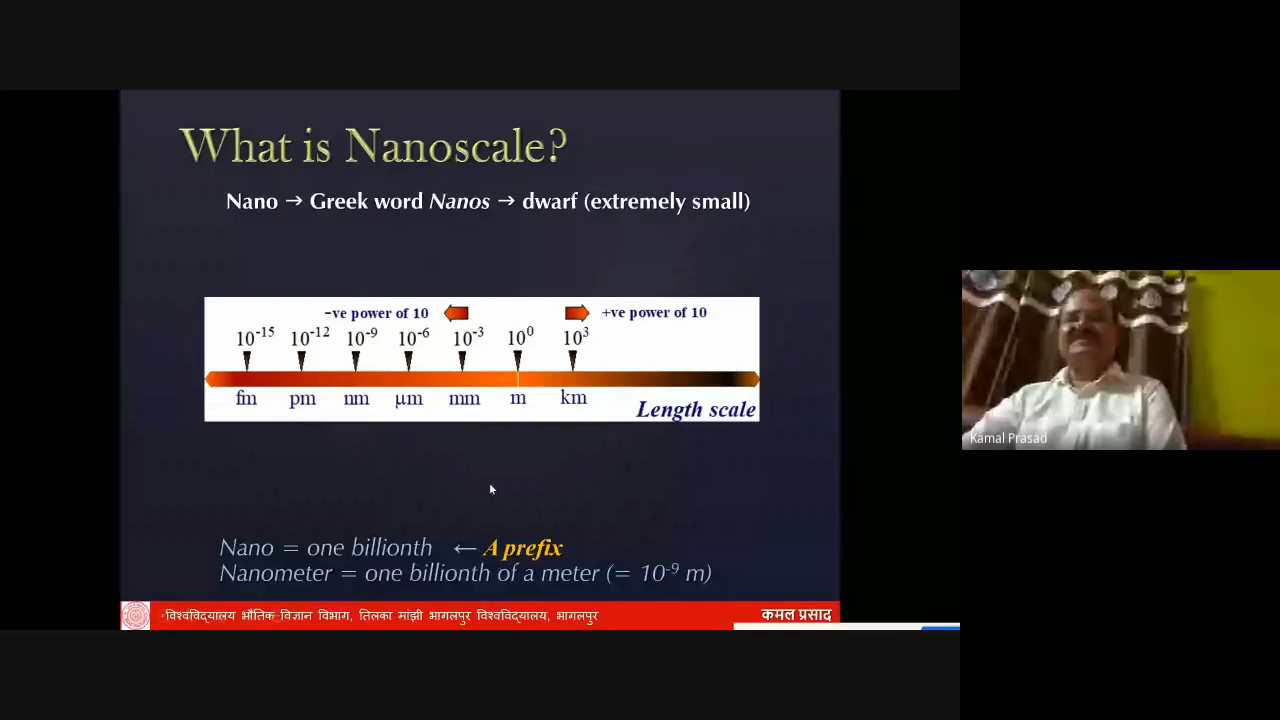 What is Nanoscale?
Nano → Greek word Nanos → dwarf (extremely small)
-ve power of 10 +ve power of 10
10⁻¹⁵ 10⁻¹² 10⁻⁹ 10⁻⁶ 10⁻³ 10⁰ 10³
fm pm nm µm mm m km
Length scale
Nano = one billionth ← A prefix
Nanometer = one billionth of a meter (= 10⁻⁹ m)
विश्वविद्यालय भौतिक विज्ञान विभाग, तिलका मांझी भागलपुर विश्वविद्यालय, भागलपुर
कमल प्रसाद
Kamal Prasad